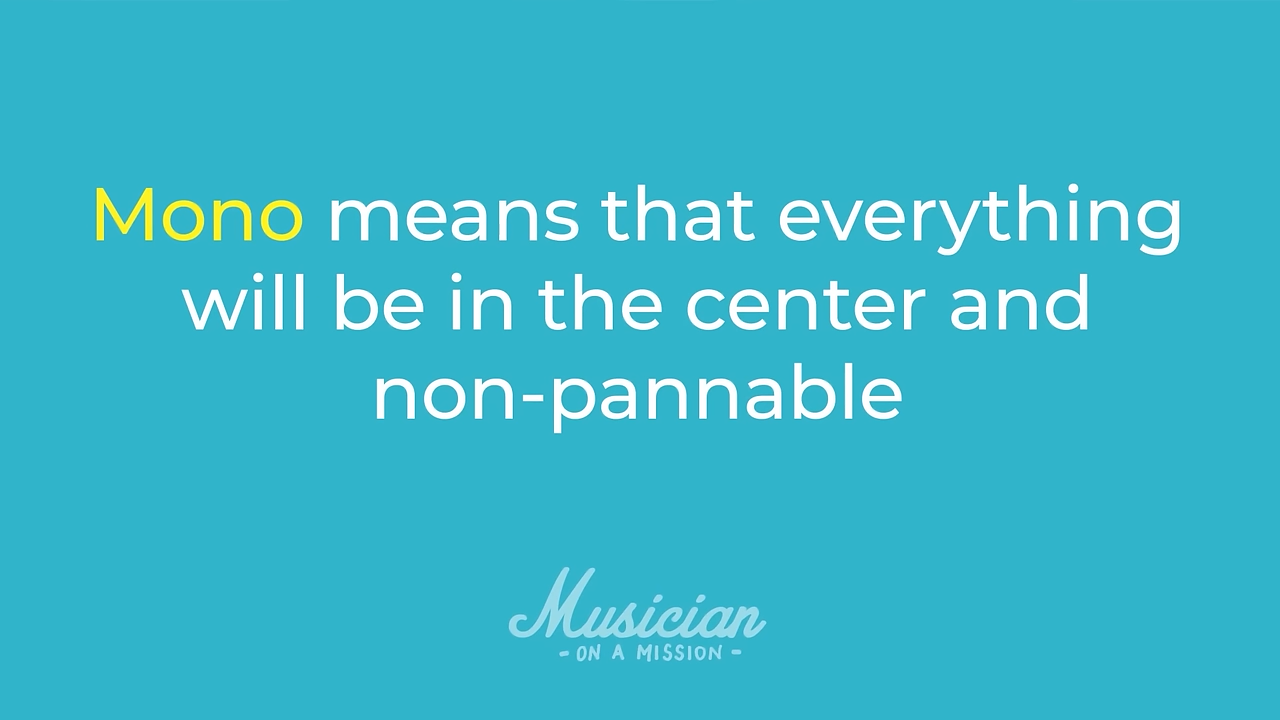 Mono means that everything
will be in the center and
non-pannable
Musician
- ON A MISSION -